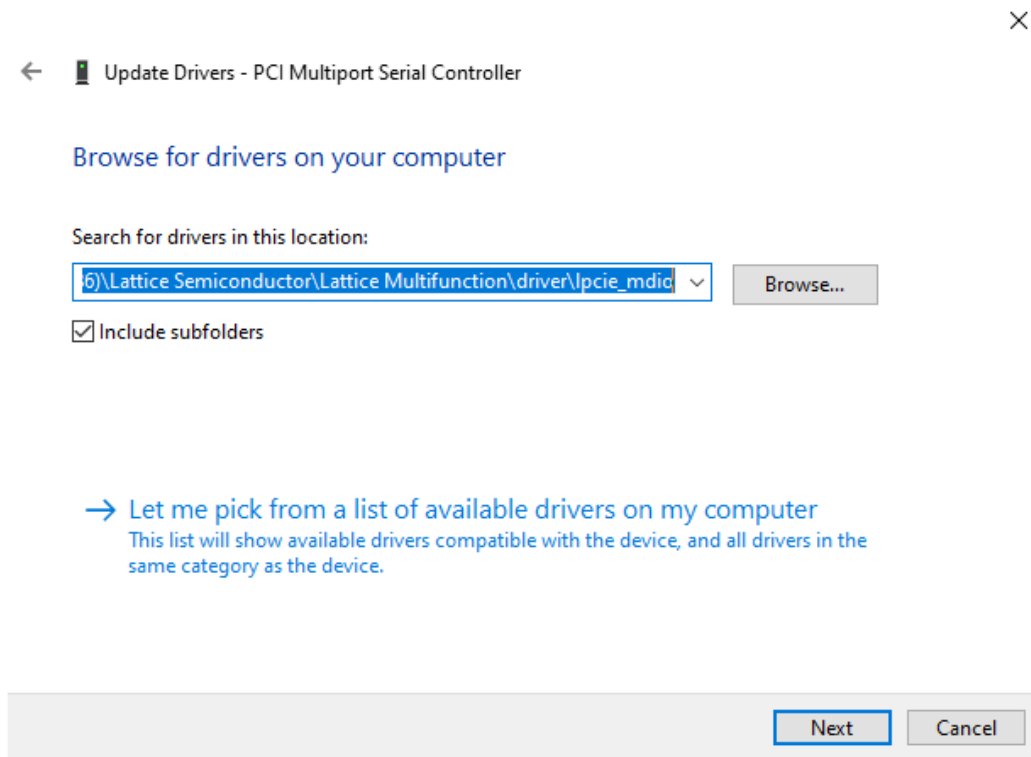 Update Drivers - PCI Multiport Serial Controller
Browse for drivers on your computer
Search for drivers in this location:
6)\Lattice Semiconductor\Lattice Multifunction\driver\lpcie_mdio
Browse...
Include subfolders
Let me pick from a list of available drivers on my computer
This list will show available drivers compatible with the device, and all drivers in the
same category as the device.
Next
Cancel